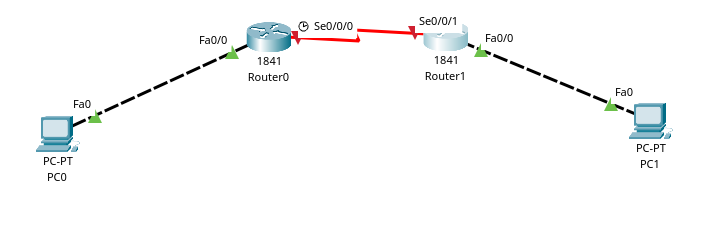 Fa0/0
Se0/0/0
Se0/0/1
Fa0/0
1841
Router0
1841
Router1
Fa0
PC-PT
PC0
Fa0
PC-PT
PC1